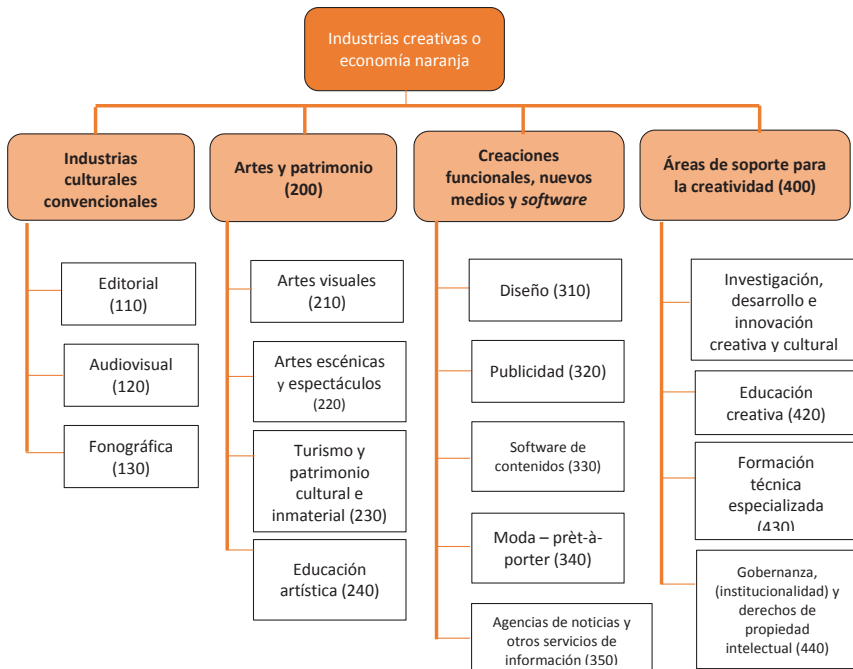 Industrias creativas o
economía naranja
Industrias
culturales
convencionales
Editorial
(110)
Audiovisual
(120)
Fonográfica
(130)
Artes y patrimonio
(200)
Artes visuales
(210)
Artes escénicas
y espectáculos
(220)
Turismo y
patrimonio
cultural e
inmaterial (230)
Educación
artística (240)
Creaciones
funcionales, nuevos
medios y software
Diseño (310)
Publicidad (320)
Software de
contenidos (330)
Moda – prèt-à-
porter (340)
Agencias de noticias y
otros servicios de
información (350)
Áreas de soporte para
la creatividad (400)
Investigación,
desarrollo e
innovación
creativa y cultural
Educación
creativa (420)
Formación
técnica
especializada
(430)
Gobernanza,
(institucionalidad) y
derechos de
propiedad
intelectual (440)